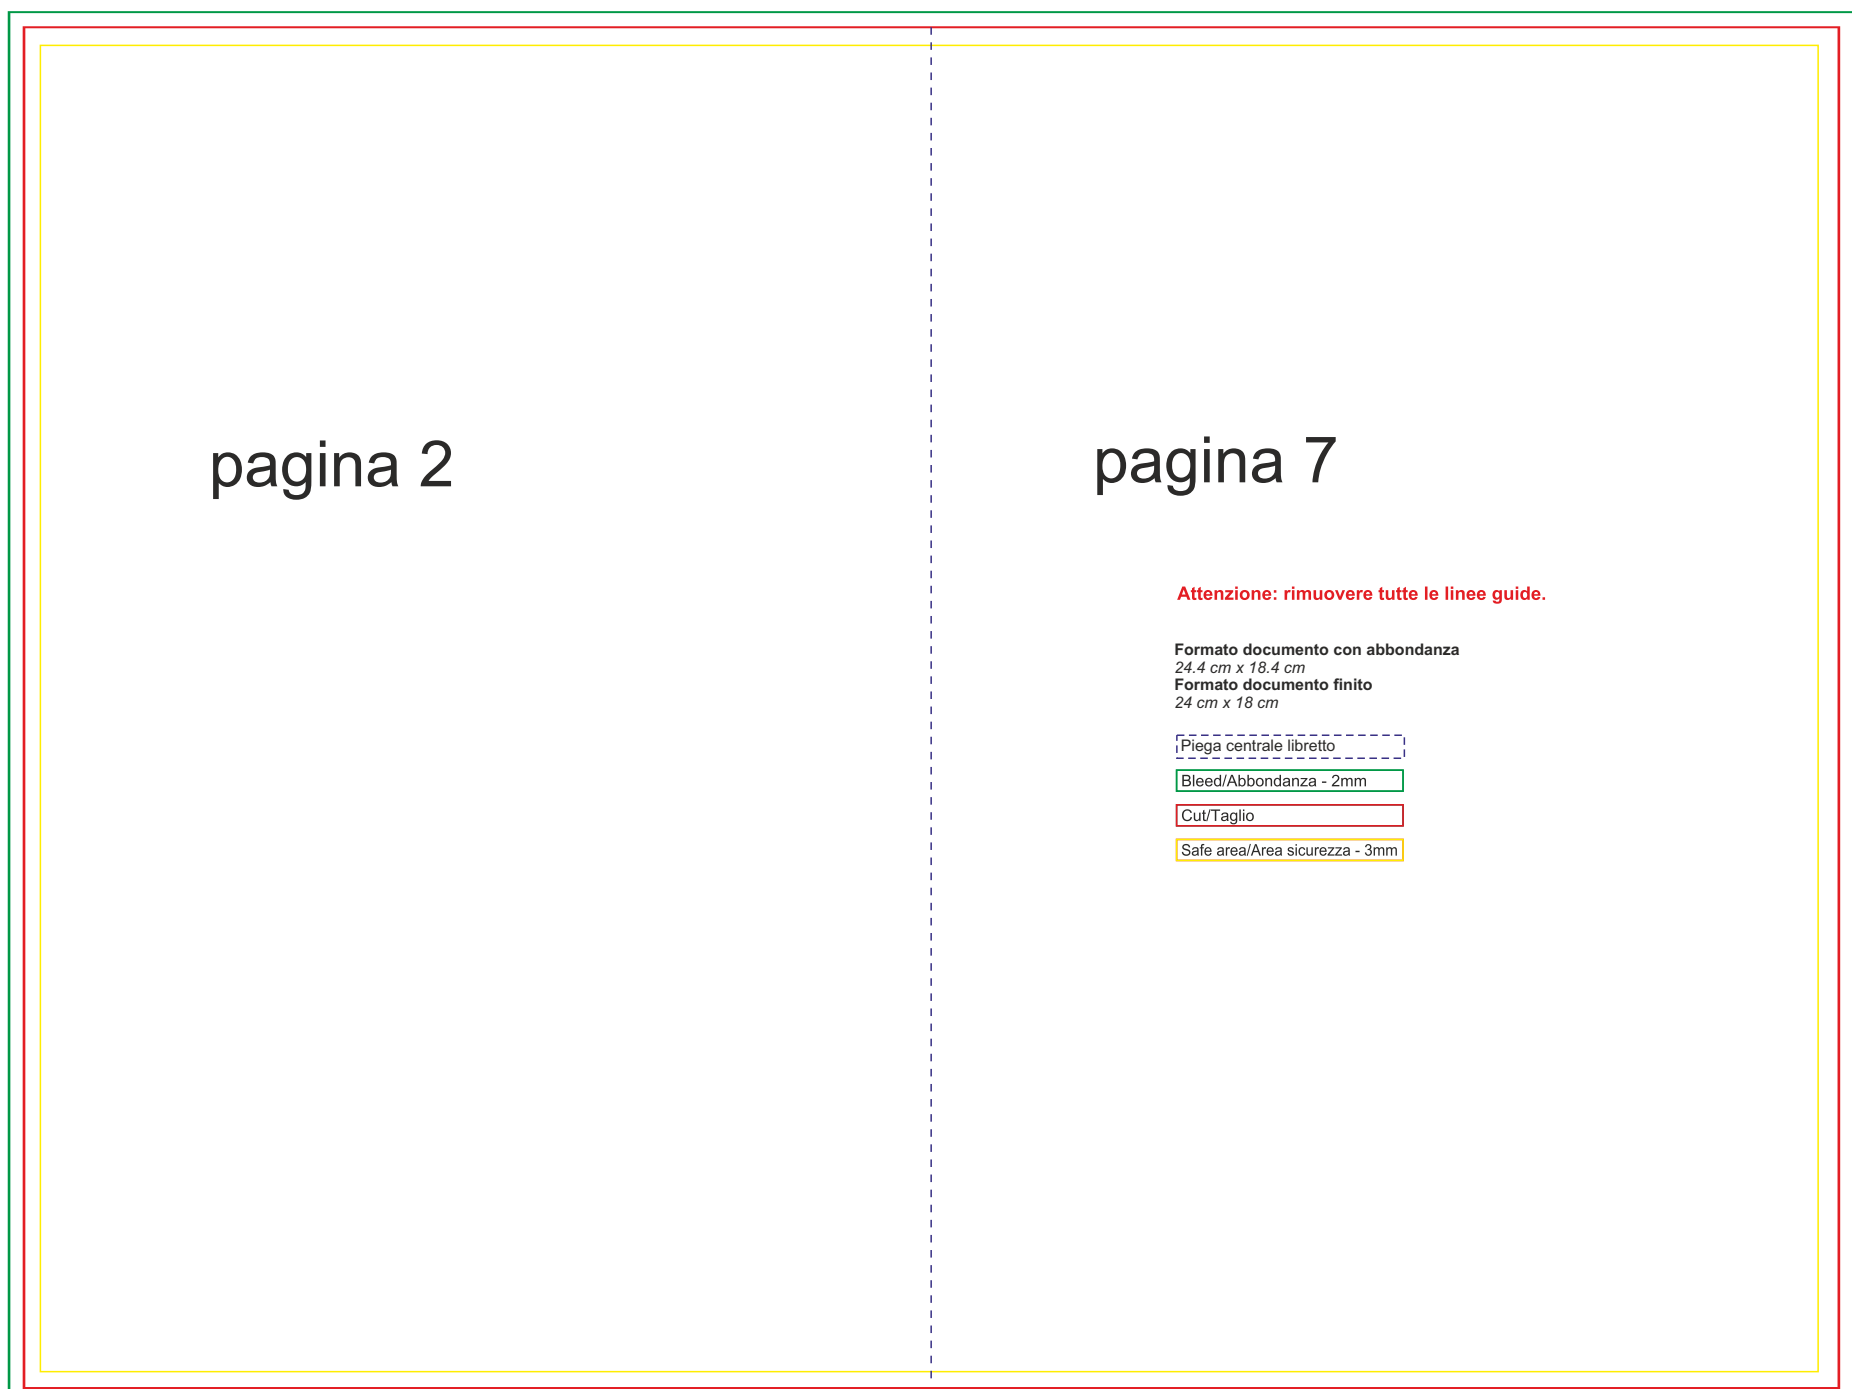 pagina 2
pagina 7
Attenzione: rimuovere tutte le linee guide.
Formato documento con abbondanza
24.4 cm x 18.4 cm
Formato documento finito
24 cm x 18 cm
Piega centrale libretto
Bleed/Abbondanza - 2mm
Cut/Taglio
Safe area/Area sicurezza - 3mm